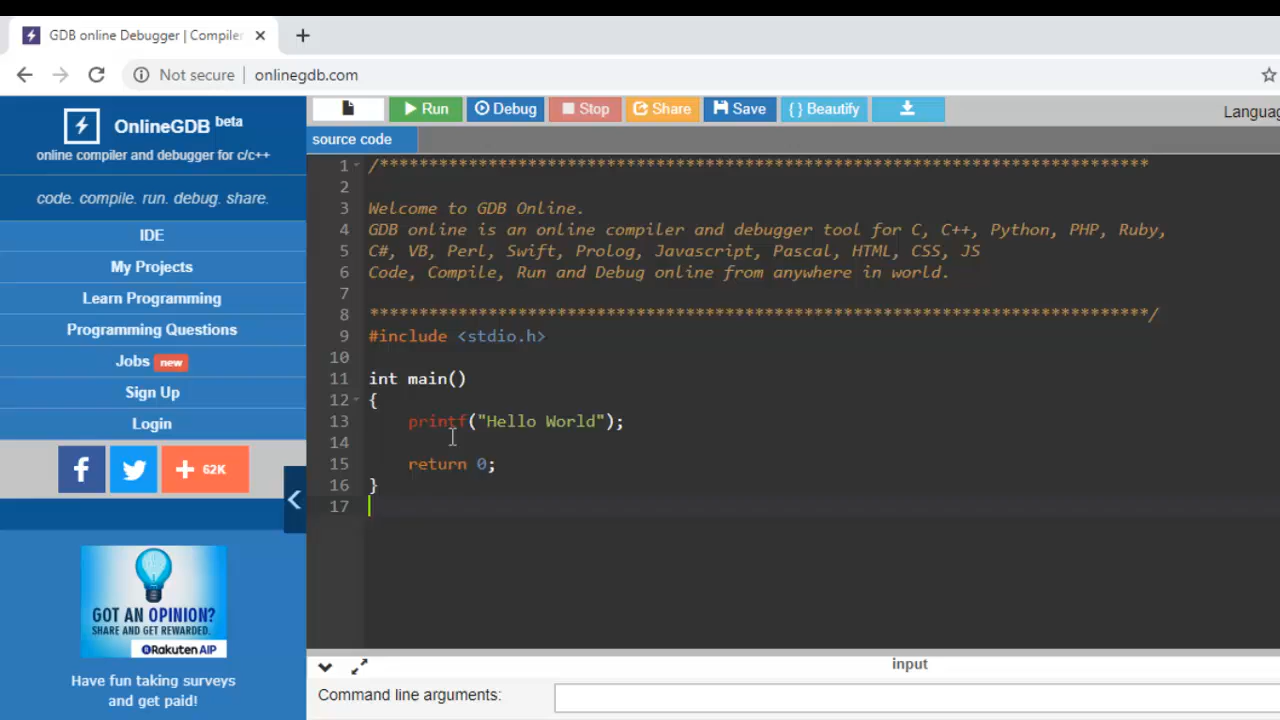 GDB online Debugger | Compiler
Not secure | onlinegdb.com
OnlineGDB beta
online compiler and debugger for c/c++
code. compile. run. debug. share.
IDE
My Projects
Learn Programming
Programming Questions
Jobs new
Sign Up
Login
f
+ 62K
GOT AN OPINION?
SHARE AND GET REWARDED.
Rakuten AIP
Have fun taking surveys
and get paid!
Run Debug Stop Share Save { } Beautify
source code
1 /******************************************************************************
2
3 Welcome to GDB Online.
4 GDB online is an online compiler and debugger tool for C, C++, Python, PHP, Ruby,
5 C#, VB, Perl, Swift, Prolog, Javascript, Pascal, HTML, CSS, JS
6 Code, Compile, Run and Debug online from anywhere in world.
7
8 *******************************************************************************/
9 #include <stdio.h>
10
11 int main()
12 {
13 printf("Hello World");
14
15 return 0;
16 }
17
input
Command line arguments: